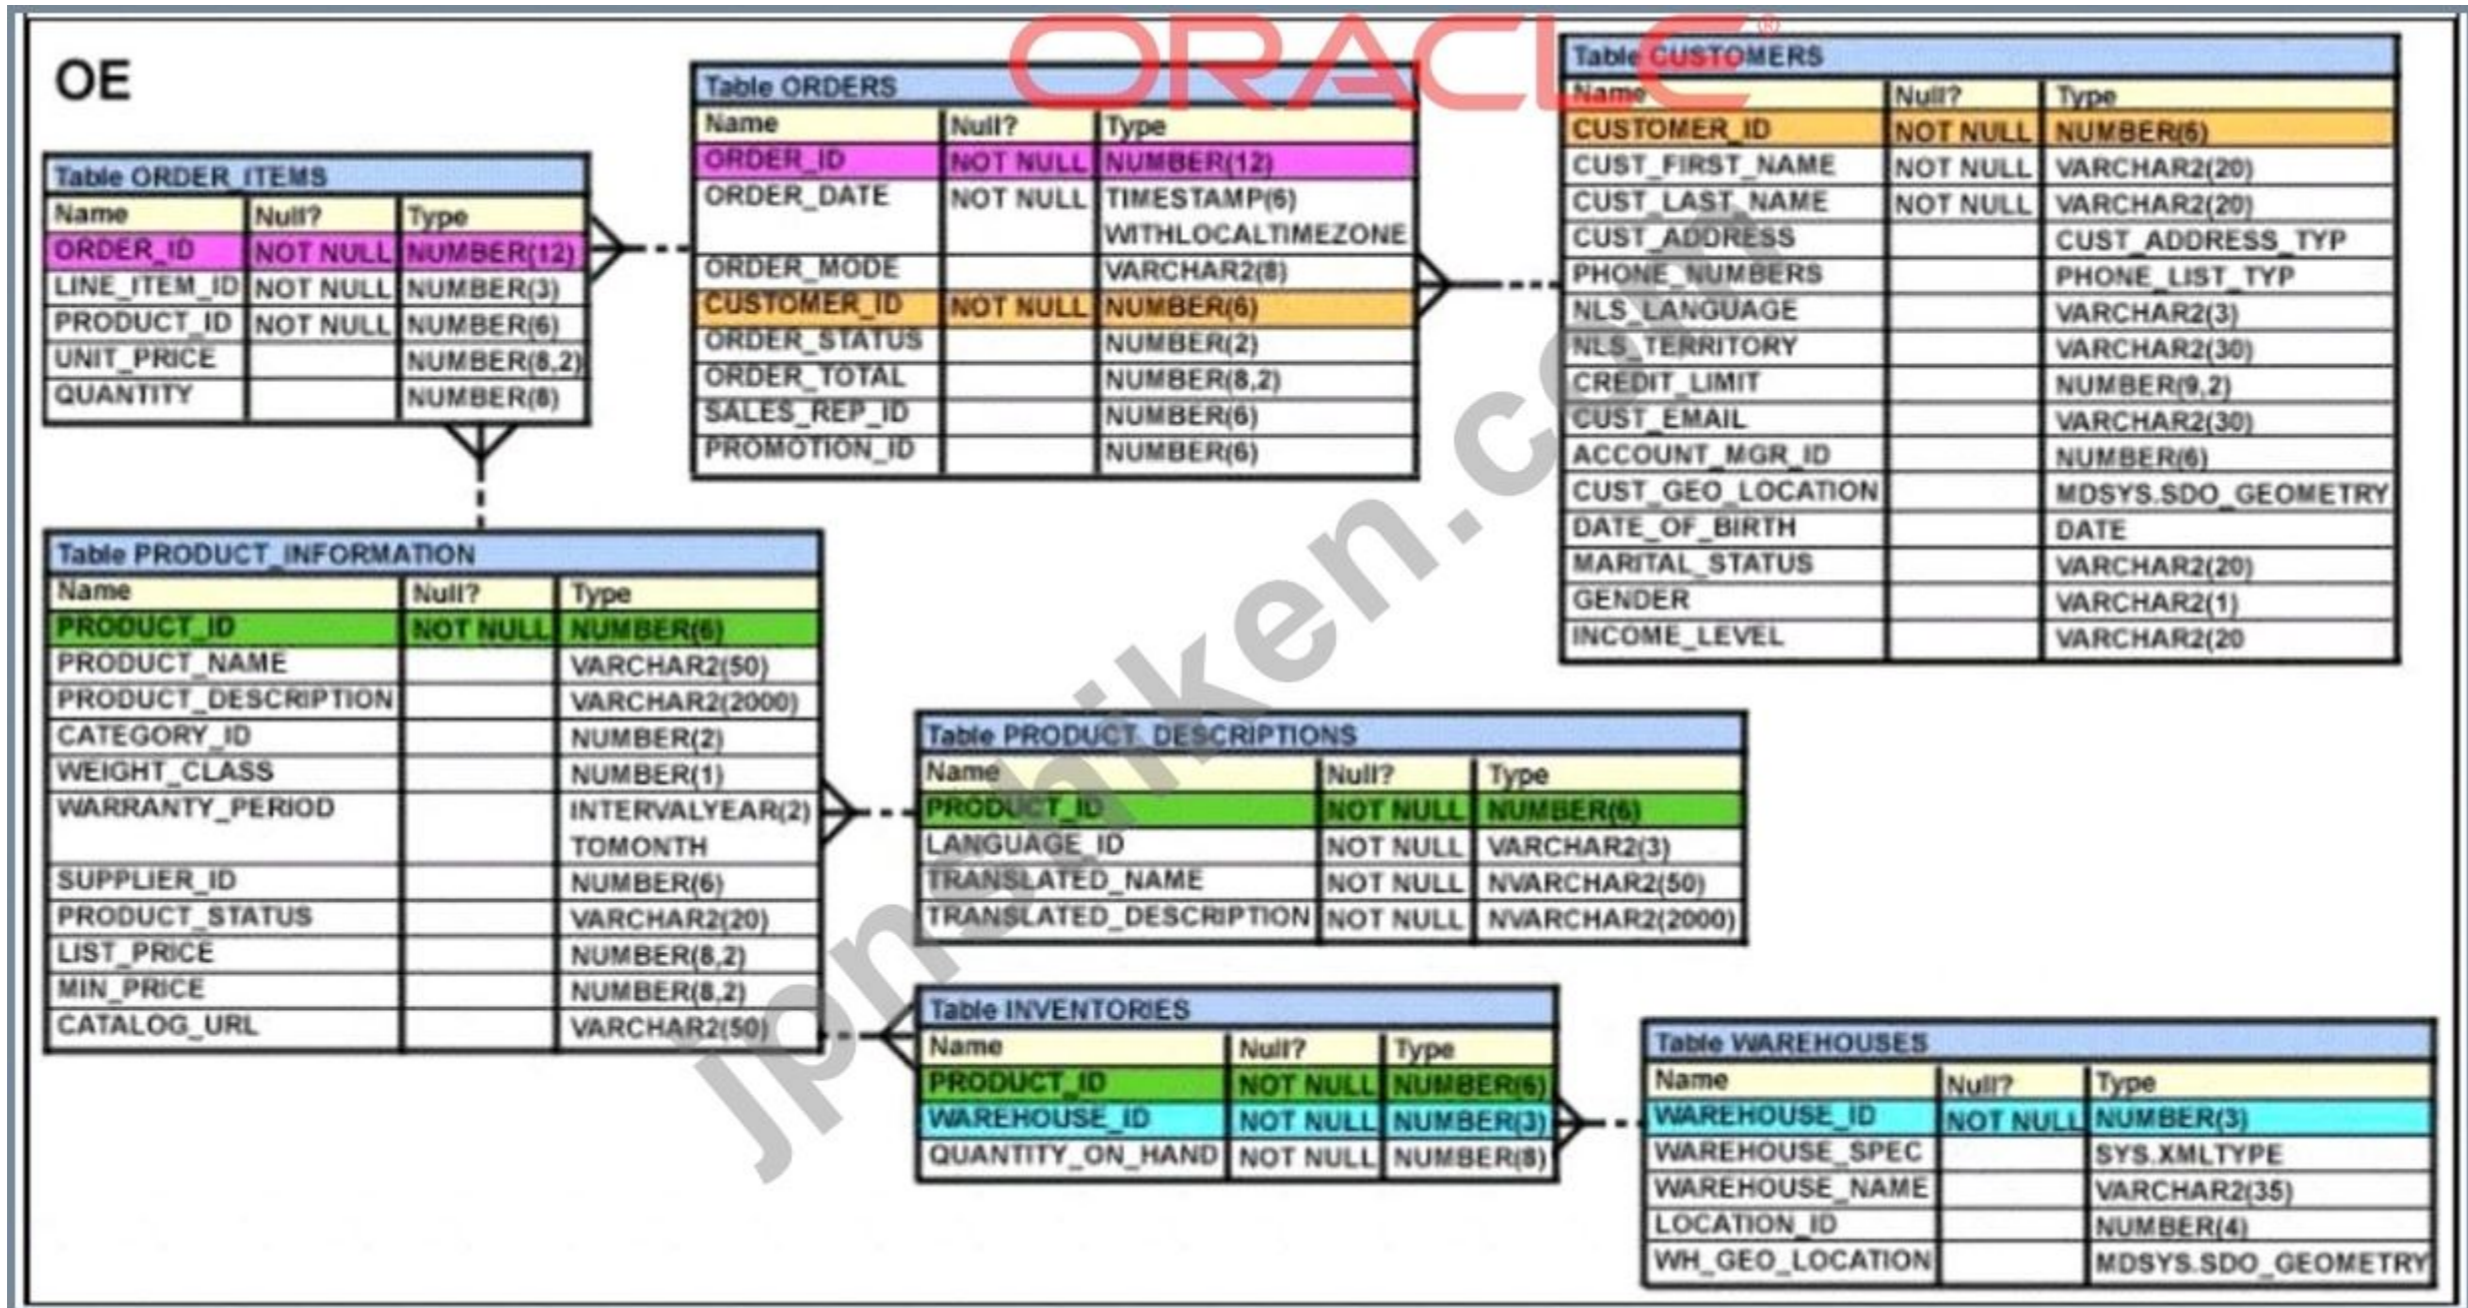 ORACLE®
OE
Table ORDER_ITEMS
Name Null? Type
ORDER_ID NOT NULL NUMBER(12)
LINE_ITEM_ID NOT NULL NUMBER(3)
PRODUCT_ID NOT NULL NUMBER(6)
UNIT_PRICE NUMBER(8,2)
QUANTITY NUMBER(8)
Table ORDERS
Name Null? Type
ORDER_ID NOT NULL NUMBER(12)
ORDER_DATE NOT NULL TIMESTAMP(6)
WITHLOCALTIMEZONE
ORDER_MODE VARCHAR2(8)
CUSTOMER_ID NOT NULL NUMBER(6)
ORDER_STATUS NUMBER(2)
ORDER_TOTAL NUMBER(8,2)
SALES_REP_ID NUMBER(6)
PROMOTION_ID NUMBER(6)
Table CUSTOMERS
Name Null? Type
CUSTOMER_ID NOT NULL NUMBER(6)
CUST_FIRST_NAME NOT NULL VARCHAR2(20)
CUST_LAST_NAME NOT NULL VARCHAR2(20)
CUST_ADDRESS CUST_ADDRESS_TYP
PHONE_NUMBERS PHONE_LIST_TYP
NLS_LANGUAGE VARCHAR2(3)
NLS_TERRITORY VARCHAR2(30)
CREDIT_LIMIT NUMBER(9,2)
CUST_EMAIL VARCHAR2(30)
ACCOUNT_MGR_ID NUMBER(6)
CUST_GEO_LOCATION MDSYS.SDO_GEOMETRY
DATE_OF_BIRTH DATE
MARITAL_STATUS VARCHAR2(20)
GENDER VARCHAR2(1)
INCOME_LEVEL VARCHAR2(20
Table PRODUCT_INFORMATION
Name Null? Type
PRODUCT_ID NOT NULL NUMBER(6)
PRODUCT_NAME VARCHAR2(50)
PRODUCT_DESCRIPTION VARCHAR2(2000)
CATEGORY_ID NUMBER(2)
WEIGHT_CLASS NUMBER(1)
WARRANTY_PERIOD INTERVALYEAR(2)
TOMONTH
SUPPLIER_ID NUMBER(6)
PRODUCT_STATUS VARCHAR2(20)
LIST_PRICE NUMBER(8,2)
MIN_PRICE NUMBER(8,2)
CATALOG_URL VARCHAR2(50)
Table PRODUCT_DESCRIPTIONS
Name Null? Type
PRODUCT_ID NOT NULL NUMBER(6)
LANGUAGE_ID NOT NULL VARCHAR2(3)
TRANSLATED_NAME NOT NULL NVARCHAR2(50)
TRANSLATED_DESCRIPTION NOT NULL NVARCHAR2(2000)
Table INVENTORIES
Name Null? Type
PRODUCT_ID NOT NULL NUMBER(6)
WAREHOUSE_ID NOT NULL NUMBER(3)
QUANTITY_ON_HAND NOT NULL NUMBER(8)
Table WAREHOUSES
Name Null? Type
WAREHOUSE_ID NOT NULL NUMBER(3)
WAREHOUSE_SPEC SYS.XMLTYPE
WAREHOUSE_NAME VARCHAR2(35)
LOCATION_ID NUMBER(4)
WH_GEO_LOCATION MDSYS.SDO_GEOMETRY
jpnshiken.com